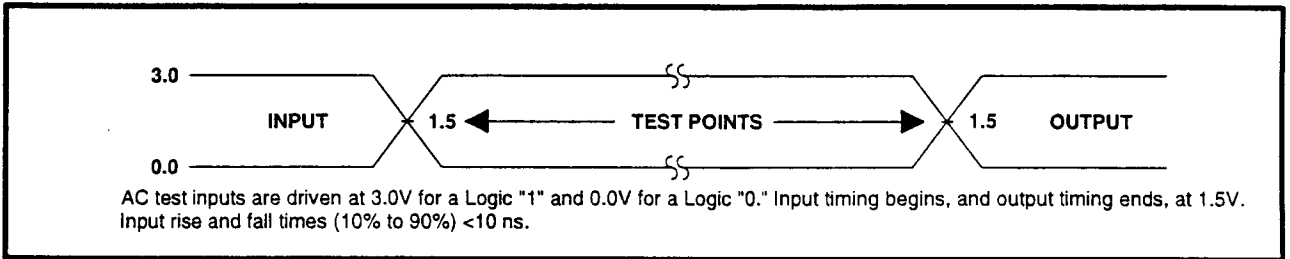 3.0
INPUT 1.5 TEST POINTS 1.5 OUTPUT
0.0
AC test inputs are driven at 3.0V for a Logic "1" and 0.0V for a Logic "0." Input timing begins, and output timing ends, at 1.5V.
Input rise and fall times (10% to 90%) <10 ns.